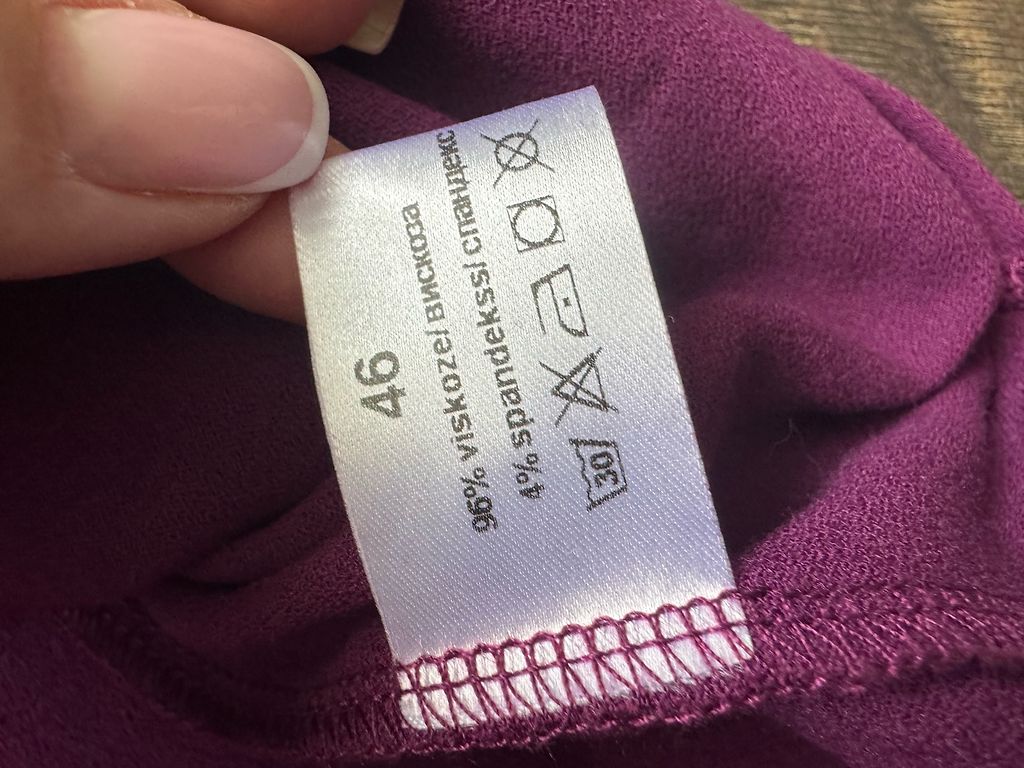 46
96% viskoze/ вискоза
4% spandekss/ спандекс
30